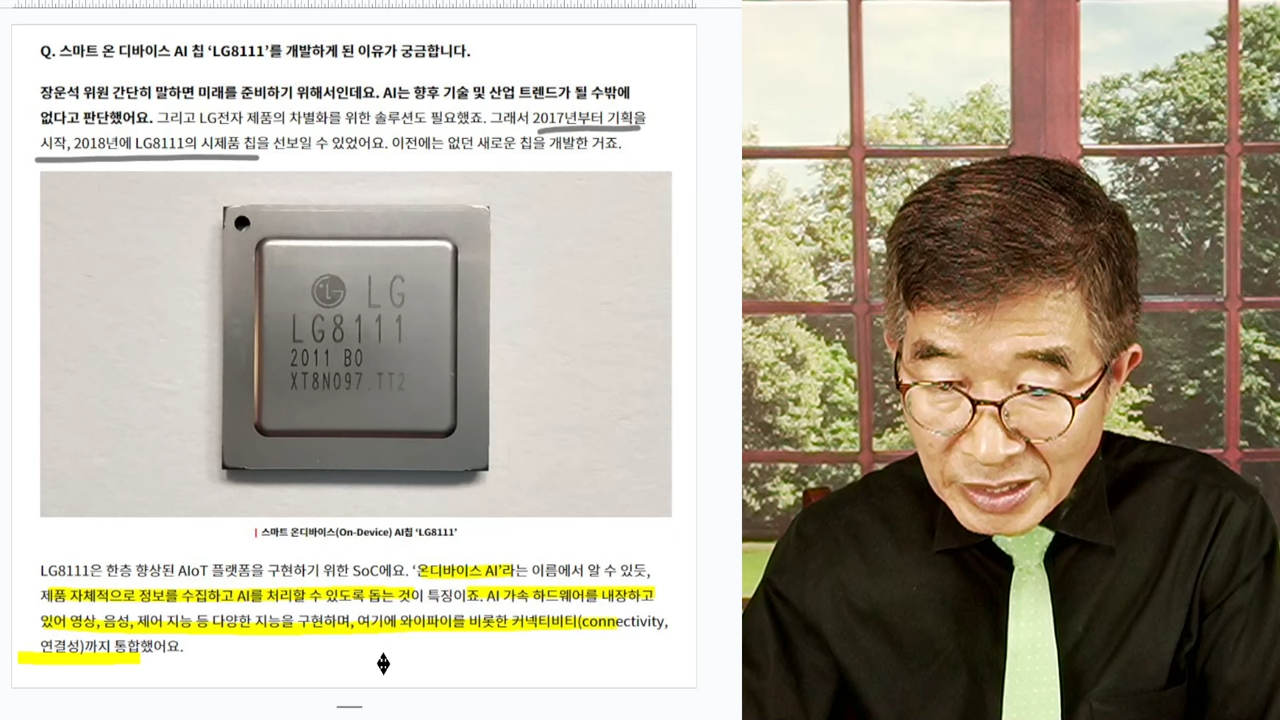 Q. 스마트 온 디바이스 AI 칩 ‘LG8111’를 개발하게 된 이유가 궁금합니다.
장운석 위원 간단히 말하면 미래를 준비하기 위해서인데요. AI는 향후 기술 및 산업 트렌드가 될 수밖에
없다고 판단했어요. 그리고 LG전자 제품의 차별화를 위한 솔루션도 필요했죠. 그래서 2017년부터 기획을
시작, 2018년에 LG8111의 시제품 칩을 선보일 수 있었어요. 이전에는 없던 새로운 칩을 개발한 거죠.
LG
LG8111
2011 B0
XT8N097.TT2
| 스마트 온디바이스(On-Device) AI칩 ‘LG8111’
LG8111은 한층 향상된 AIoT 플랫폼을 구현하기 위한 SoC에요. ‘온디바이스 AI’라는 이름에서 알 수 있듯,
제품 자체적으로 정보를 수집하고 AI를 처리할 수 있도록 돕는 것이 특징이죠. AI 가속 하드웨어를 내장하고
있어 영상, 음성, 제어 지능 등 다양한 지능을 구현하며, 여기에 와이파이를 비롯한 커넥티비티(connectivity,
연결성)까지 통합했어요.